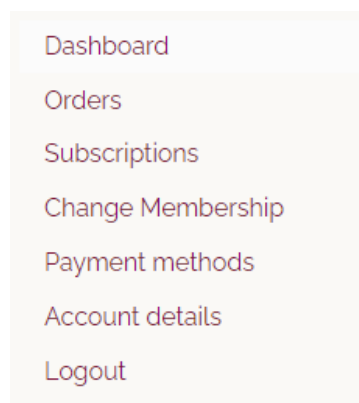 Dashboard
Orders
Subscriptions
Change Membership
Payment methods
Account details
Logout